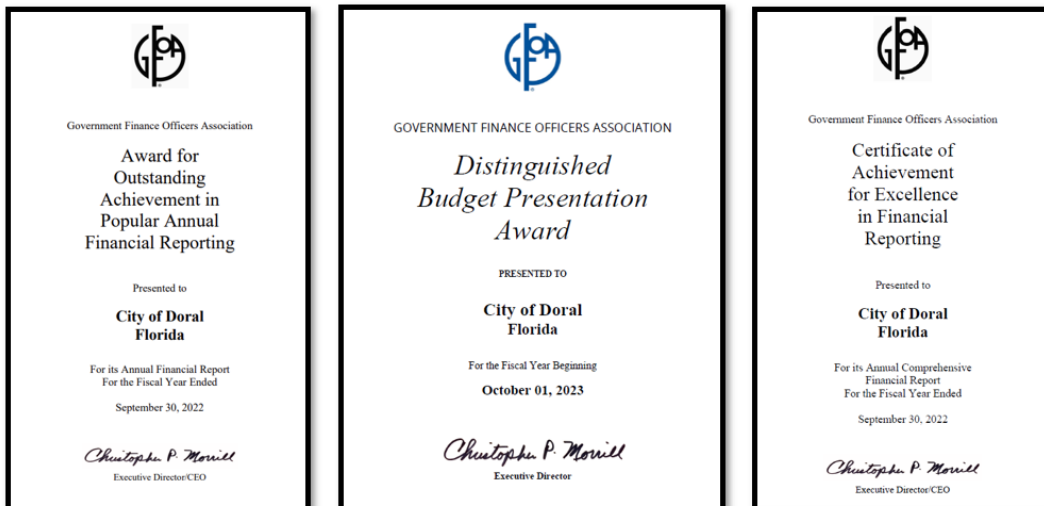 GFOA
Government Finance Officers Association
Award for
Outstanding
Achievement in
Popular Annual
Financial Reporting
Presented to
City of Doral
Florida
For its Annual Financial Report
For the Fiscal Year Ended
September 30, 2022
Christopher P. Morrill
Executive Director/CEO
GFOA
GOVERNMENT FINANCE OFFICERS ASSOCIATION
Distinguished
Budget Presentation
Award
PRESENTED TO
City of Doral
Florida
For the Fiscal Year Beginning
October 01, 2023
Christopher P. Morrill
Executive Director
GFOA
Government Finance Officers Association
Certificate of
Achievement
for Excellence
in Financial
Reporting
Presented to
City of Doral
Florida
For its Annual Comprehensive
Financial Report
For the Fiscal Year Ended
September 30, 2022
Christopher P. Morrill
Executive Director/CEO